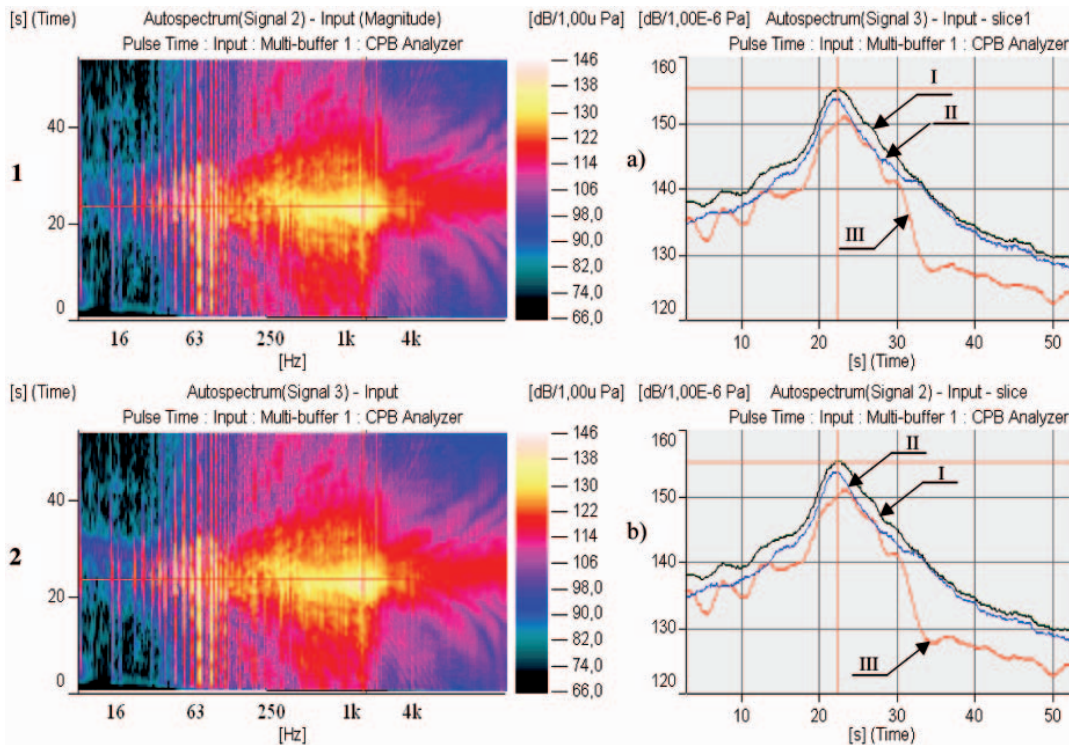 [s] (Time) Autospectrum(Signal 2) - Input (Magnitude) [dB/1,00u Pa]
Pulse Time : Input : Multi-buffer 1 : CPB Analyzer
1
40
20
0
16 63 250 1k 4k
[Hz]
146
138
130
122
114
106
98,0
90,0
82,0
74,0
66,0
[dB/1,00E-6 Pa] Autospectrum(Signal 3) - Input - slice1
Pulse Time : Input : Multi-buffer 1 : CPB Analyzer
a)
160
150
140
130
120
I
II
III
10 20 30 40 50
[s] (Time)
[s] (Time) Autospectrum(Signal 3) - Input [dB/1,00u Pa]
Pulse Time : Input : Multi-buffer 1 : CPB Analyzer
2
40
20
0
16 63 250 1k 4k
[Hz]
146
138
130
122
114
106
98,0
90,0
82,0
74,0
66,0
[dB/1,00E-6 Pa] Autospectrum(Signal 2) - Input - slice
Pulse Time : Input : Multi-buffer 1 : CPB Analyzer
b)
160
150
140
130
120
II
I
III
10 20 30 40 50
[s] (Time)